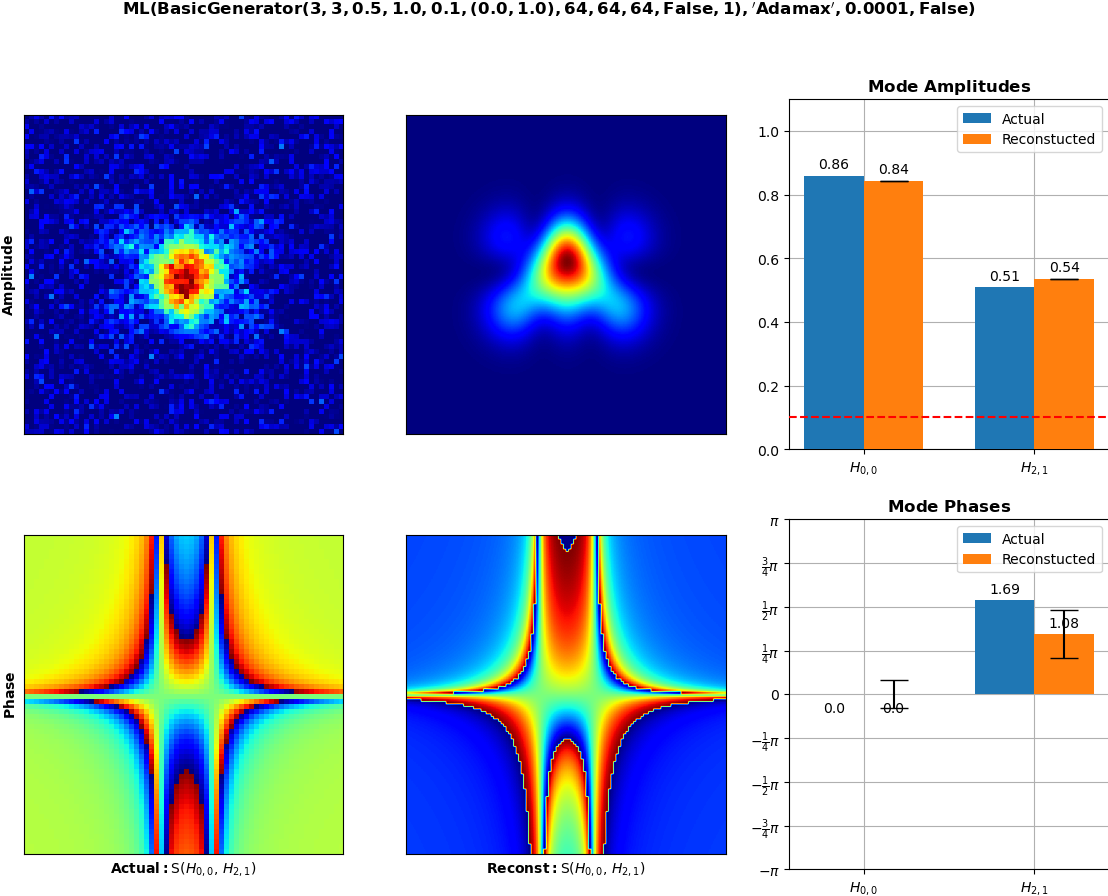 ML(BasicGenerator(3, 3, 0.5, 1.0, 0.1, (0.0, 1.0), 64, 64, 64, False, 1), 'Adamax', 0.0001, False)
Amplitude
Mode Amplitudes
Actual
Reconstucted
1.0
0.8
0.6
0.4
0.2
0.0
0.86
0.84
0.51
0.54
H0,0
H2,1
Phase
Actual: S(H0,0, H2,1)
Reconst: S(H0,0, H2,1)
Mode Phases
Actual
Reconstucted
π
3/4π
1/2π
1/4π
0
−1/4π
−1/2π
−3/4π
−π
0.0
0.0
1.69
1.08
H0,0
H2,1